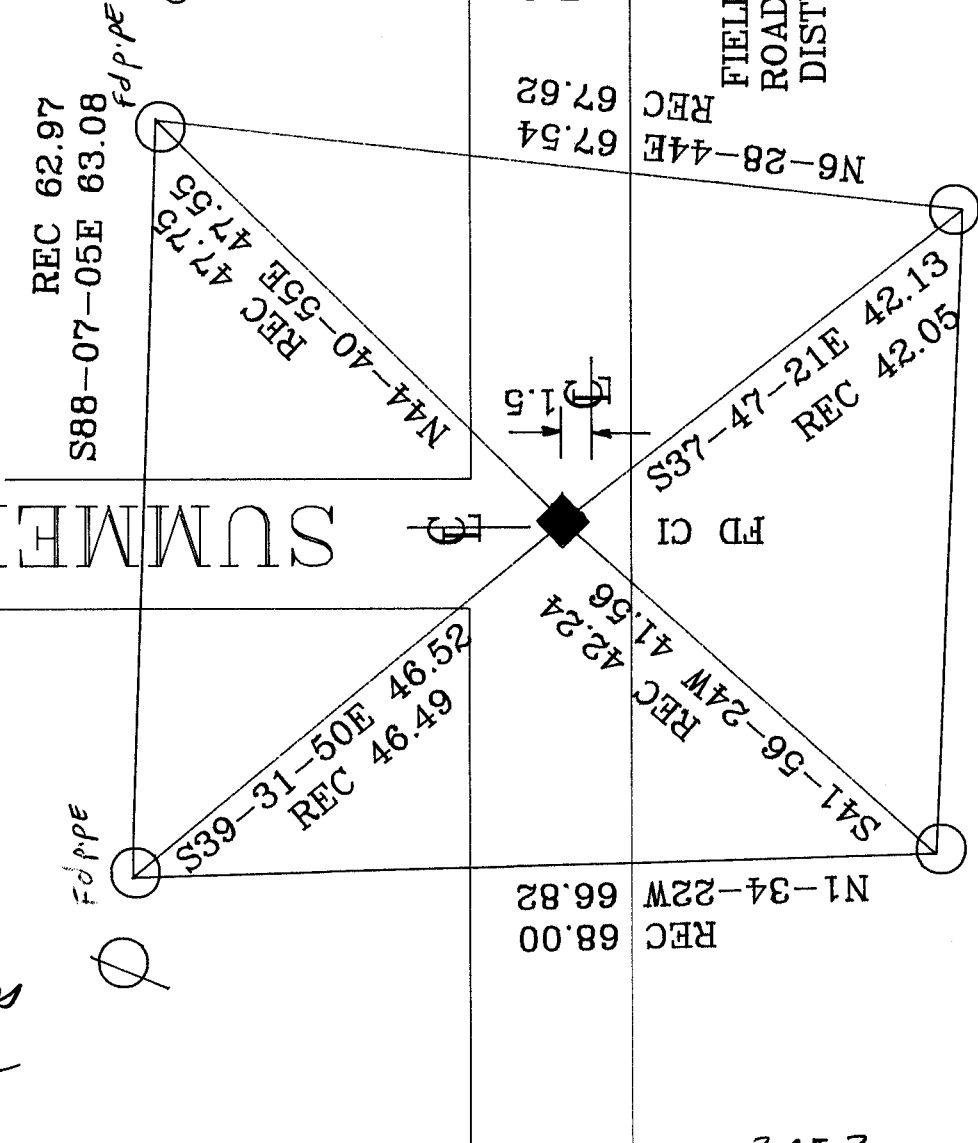 Fd pipe
REC 62.97
S88-07-05E 63.08
REC 47.75
N44-40-55E 47.55
REC 67.62
N6-28-44E 67.54
FIEL
ROAD
DIST
1.5
S37-47-21E 42.13
REC 42.05
SUMME
FD CI
S39-31-50E 46.52
REC 46.49
REC 42.24
S41-56-24W 41.56
Fd pipe
N1-34-22W 66.82
REC 68.00